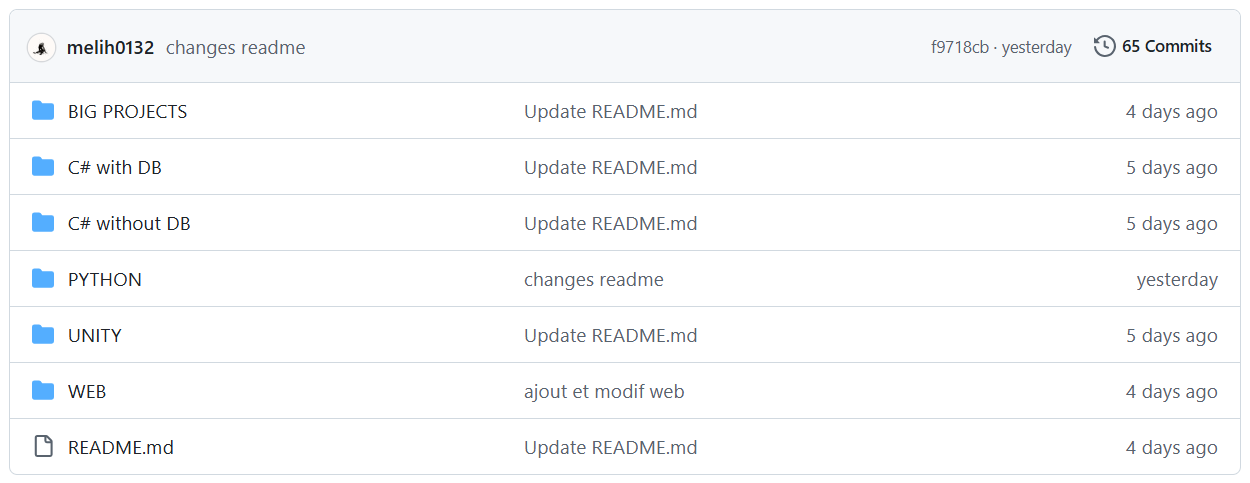 melih0132 changes readme f9718cb · yesterday 65 Commits
BIG PROJECTS Update README.md 4 days ago
C# with DB Update README.md 5 days ago
C# without DB Update README.md 5 days ago
PYTHON changes readme yesterday
UNITY Update README.md 5 days ago
WEB ajout et modif web 4 days ago
README.md Update README.md 4 days ago